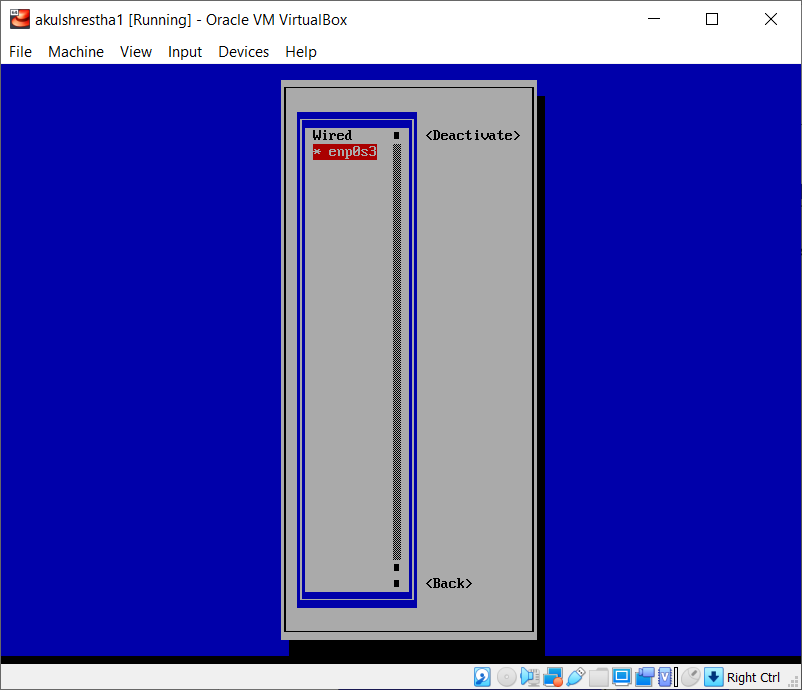 akulshrestha1 [Running] - Oracle VM VirtualBox
File Machine View Input Devices Help
Wired <Deactivate>
* enp0s3
<Back>
Right Ctrl